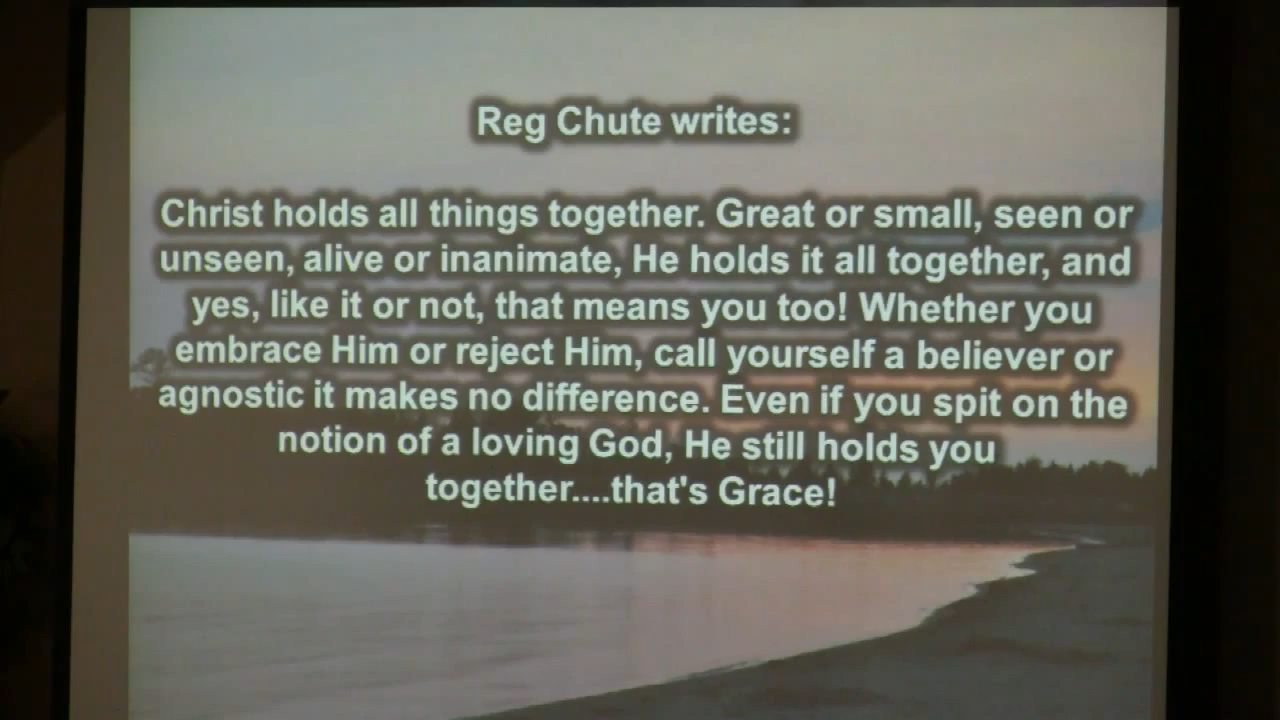 Reg Chute writes:
Christ holds all things together. Great or small, seen or
unseen, alive or inanimate, He holds it all together, and
yes, like it or not, that means you too! Whether you
embrace Him or reject Him, call yourself a believer or
agnostic it makes no difference. Even if you spit on the
notion of a loving God, He still holds you
together....that's Grace!